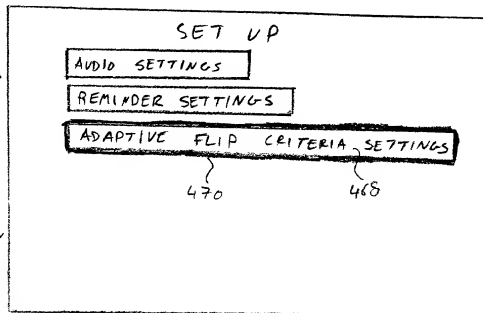 SET UP
AUDIO SETTINGS
REMINDER SETTINGS
ADAPTIVE FLIP CRITERIA SETTINGS
470 468